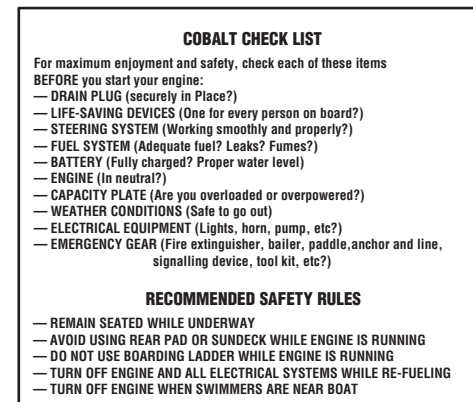 COBALT CHECK LIST
For maximum enjoyment and safety, check each of these items
BEFORE you start your engine:
— DRAIN PLUG (securely in Place?)
— LIFE-SAVING DEVICES (One for every person on board?)
— STEERING SYSTEM (Working smoothly and properly?)
— FUEL SYSTEM (Adequate fuel? Leaks? Fumes?)
— BATTERY (Fully charged? Proper water level)
— ENGINE (In neutral?)
— CAPACITY PLATE (Are you overloaded or overpowered?)
— WEATHER CONDITIONS (Safe to go out)
— ELECTRICAL EQUIPMENT (Lights, horn, pump, etc?)
— EMERGENCY GEAR (Fire extinguisher, bailer, paddle,anchor and line,
signalling device, tool kit, etc?)
RECOMMENDED SAFETY RULES
— REMAIN SEATED WHILE UNDERWAY
— AVOID USING REAR PAD OR SUNDECK WHILE ENGINE IS RUNNING
— DO NOT USE BOARDING LADDER WHILE ENGINE IS RUNNING
— TURN OFF ENGINE AND ALL ELECTRICAL SYSTEMS WHILE RE-FUELING
— TURN OFF ENGINE WHEN SWIMMERS ARE NEAR BOAT